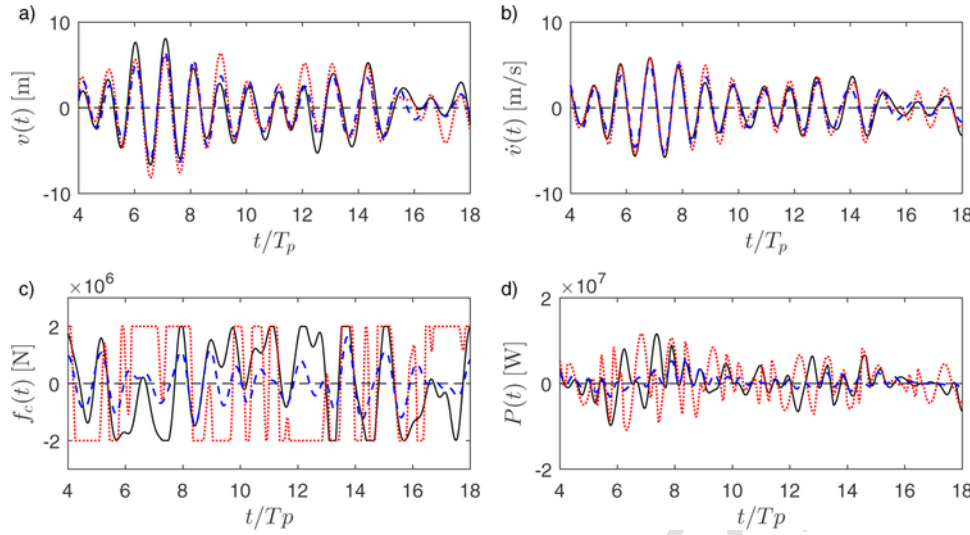 a)
10
0
-10
v(t) [m]
4 6 8 10 12 14 16 18
t/T_p
b)
10
0
-10
v̇(t) [m/s]
4 6 8 10 12 14 16 18
t/T_p
c)
×10^6
2
0
-2
f_c(t) [N]
4 6 8 10 12 14 16 18
t/Tp
d)
×10^7
2
0
-2
P(t) [W]
4 6 8 10 12 14 16 18
t/Tp